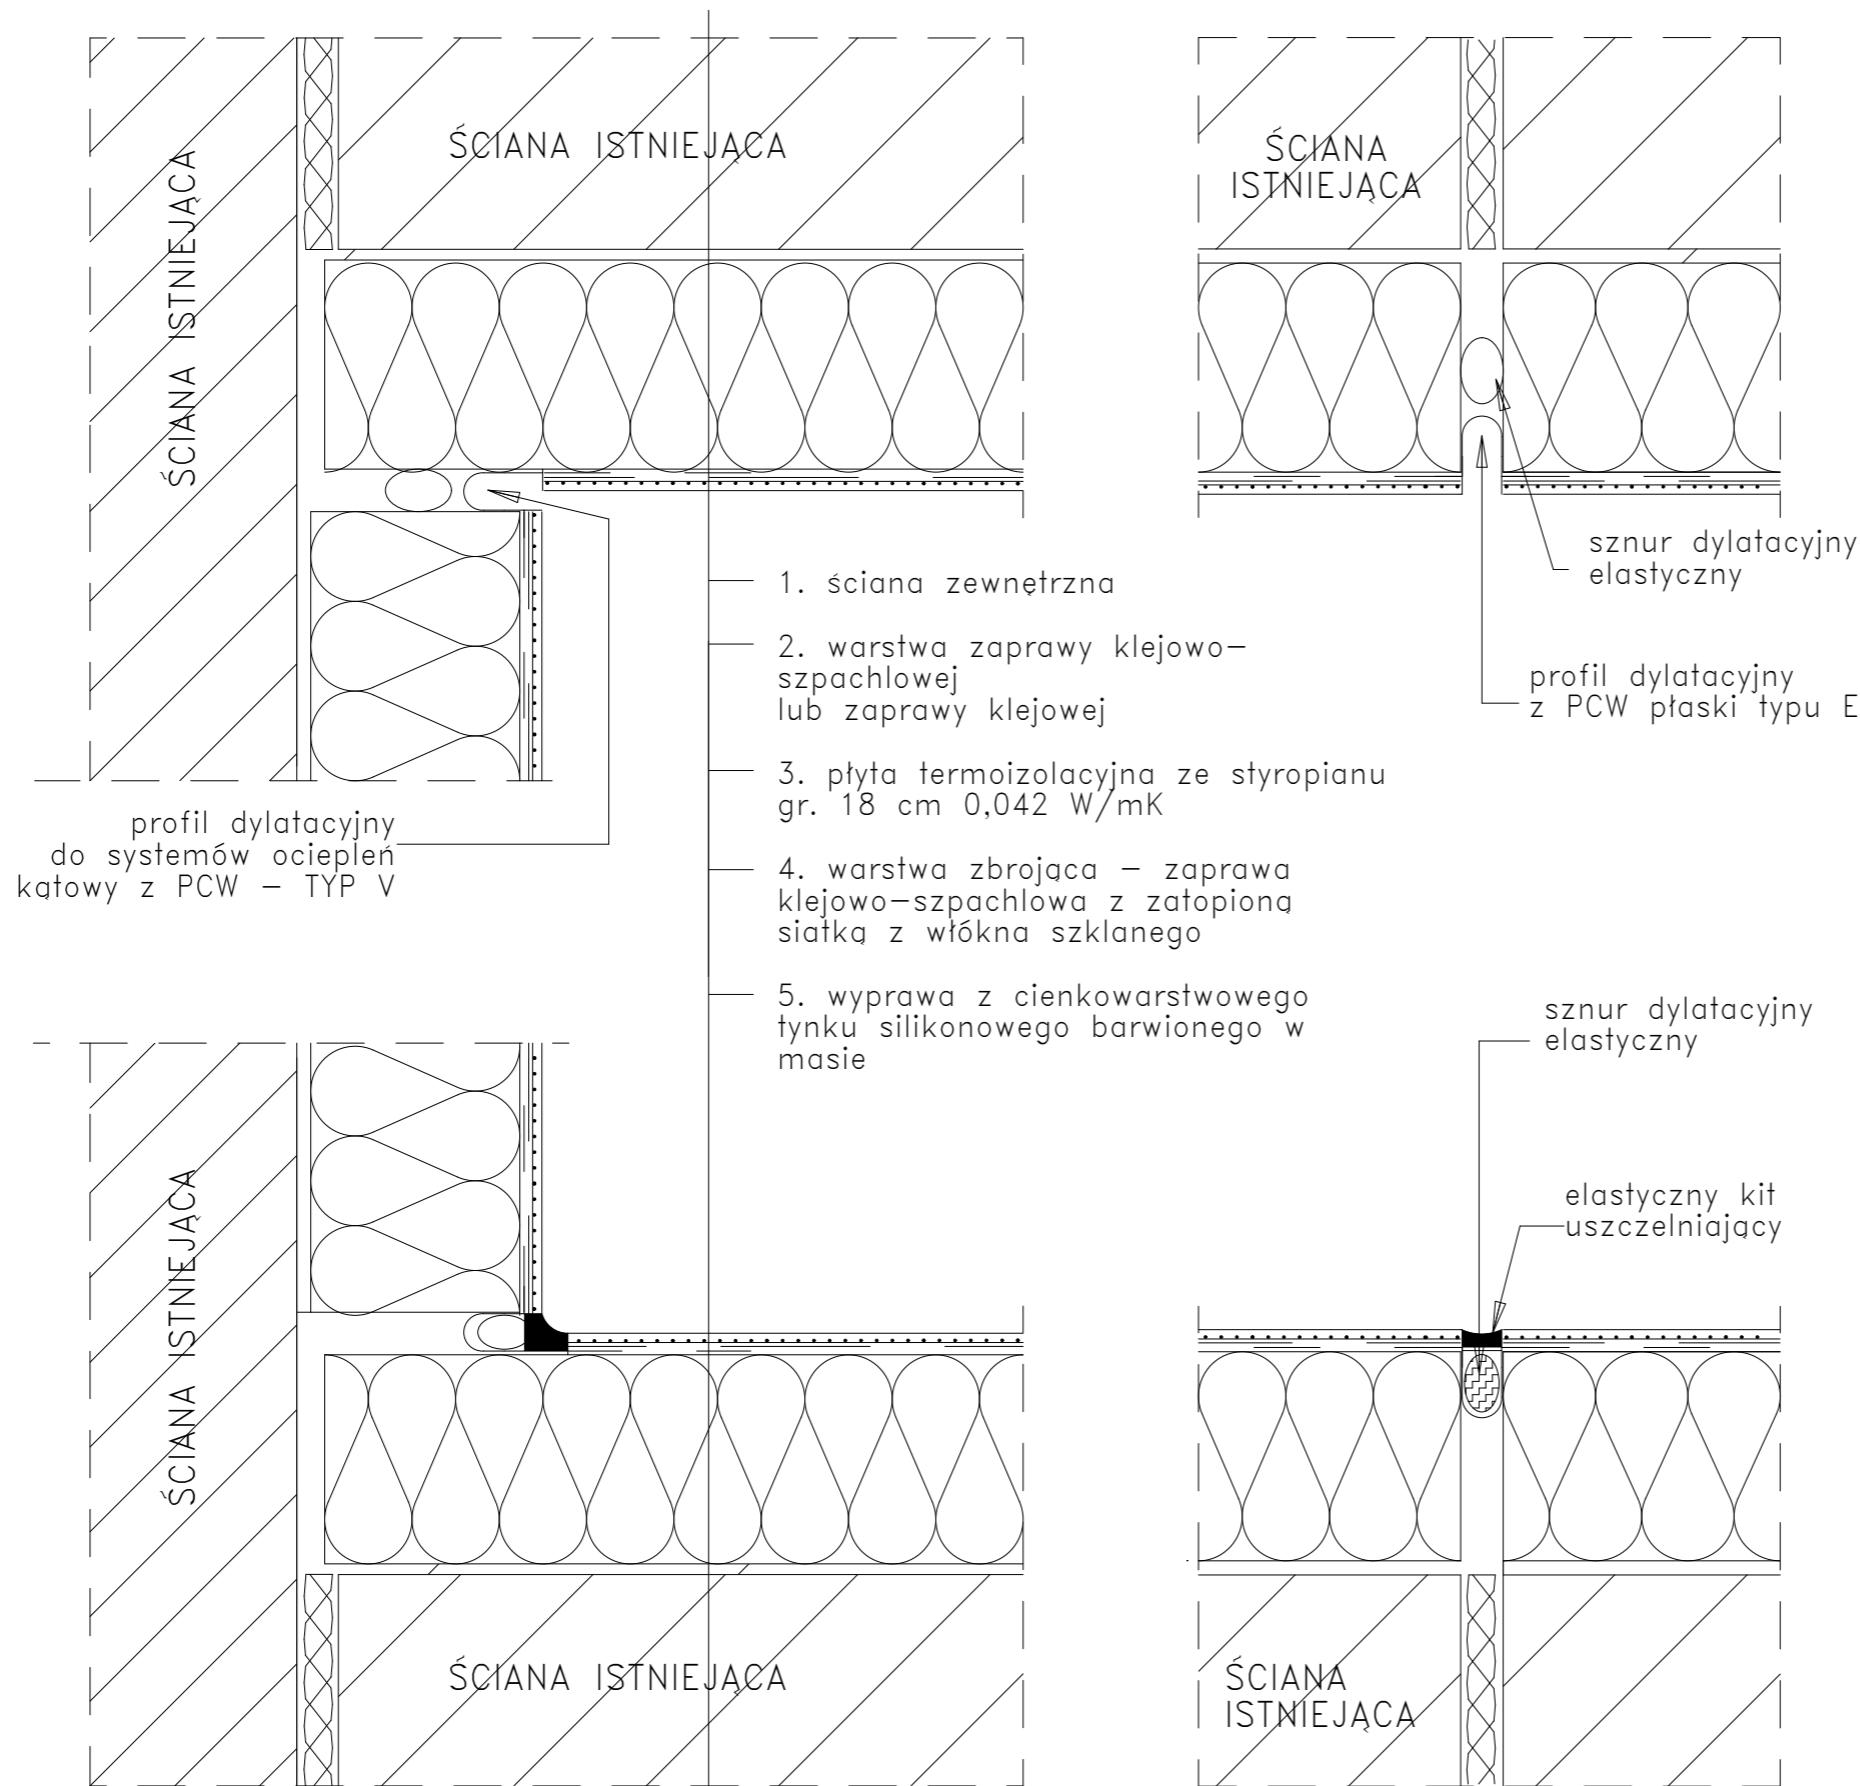 ŚCIANA ISTNIEJĄCA
ŚCIANA ISTNIEJĄCA
ŚCIANA
ISTNIEJĄCA
sznur dylatacyjny
elastyczny
profil dylatacyjny
z PCW płaski typu E
1. ściana zewnętrzna
2. warstwa zaprawy klejowo-
szpachlowej
lub zaprawy klejowej
3. płyta termoizolacyjna ze styropianu
gr. 18 cm 0,042 W/mK
4. warstwa zbrojąca – zaprawa
klejowo-szpachlowa z zatopioną
siatką z włókna szklanego
5. wyprawa z cienkowarstwowego
tynku silikonowego barwionego w
masie
profil dylatacyjny
do systemów ociepleń
kątowy z PCW – TYP V
sznur dylatacyjny
elastyczny
elastyczny kit
uszczelniający
ŚCIANA ISTNIEJĄCA
ŚCIANA ISTNIEJĄCA
ŚCIANA
ISTNIEJĄCA